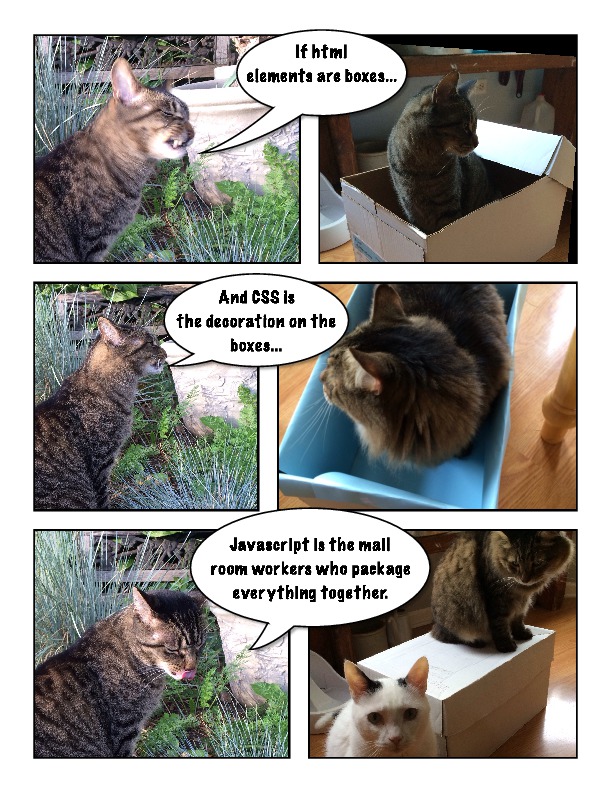 If html
elements are boxes...
And CSS is
the decoration on the
boxes...
Javascript is the mail
room workers who package
everything together.